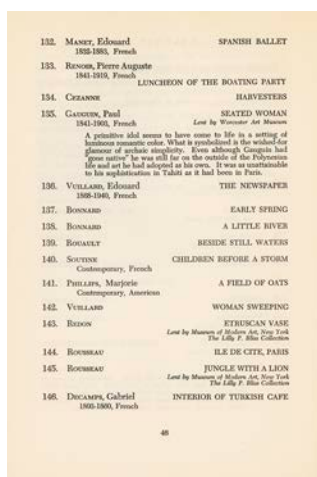 132. MANET, Edouard SPANISH BALLET
1832-1883, French
133. RENOIR, Pierre Auguste
1841-1919, French
LUNCHEON OF THE BOATING PARTY
134. CEZANNE HARVESTERS
135. GAUGUIN, Paul SEATED WOMAN
1841-1903, French Lent by Worcester Art Museum
A primitive idol seems to have come to life in a setting of
luminous romantic color. What is symbolized is the wished-for
glamour of archaic simplicity. Even although Gauguin had
"gone native" he was still far on the outside of the Polynesian
life and art he had adopted as his own. It was as unattainable
to his sophistication in Tahiti as it had been in Paris.
136. VUILLARD, Edouard THE NEWSPAPER
1868-1940, French
137. BONNARD EARLY SPRING
138. BONNARD A LITTLE RIVER
139. ROUAULT BESIDE STILL WATERS
140. SOUTINE CHILDREN BEFORE A STORM
Contemporary, French
141. PHILLIPS, Marjorie A FIELD OF OATS
Contemporary, American
142. VUILLARD WOMAN SWEEPING
143. REDON ETRUSCAN VASE
Lent by Museum of Modern Art, New York
The Lilly P. Bliss Collection
144. ROUSSEAU ILE DE CITE, PARIS
145. ROUSSEAU JUNGLE WITH A LION
Lent by Museum of Modern Art, New York
The Lilly P. Bliss Collection
146. DECAMPS, Gabriel INTERIOR OF TURKISH CAFE
1803-1860, French
46